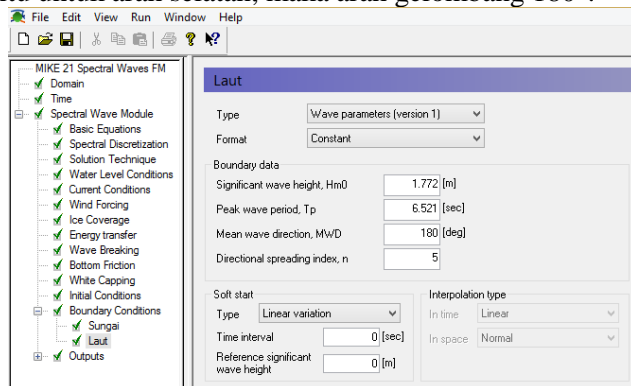 File Edit View Run Window Help
MIKE 21 Spectral Waves FM
Domain
Time
Spectral Wave Module
Basic Equations
Spectral Discretization
Solution Technique
Water Level Conditions
Current Conditions
Wind Forcing
Ice Coverage
Energy transfer
Wave Breaking
Bottom Friction
White Capping
Initial Conditions
Boundary Conditions
Sungai
Laut
Outputs
Laut
Type Wave parameters (version 1)
Format Constant
Boundary data
Significant wave height, Hm0 1.772 [m]
Peak wave period, Tp 6.521 [sec]
Mean wave direction, MWD 180 [deg]
Directional spreading index, n 5
Soft start
Type Linear variation
Time interval 0 [sec]
Reference significant
wave height 0 [m]
Interpolation type
In time Linear
In space Normal